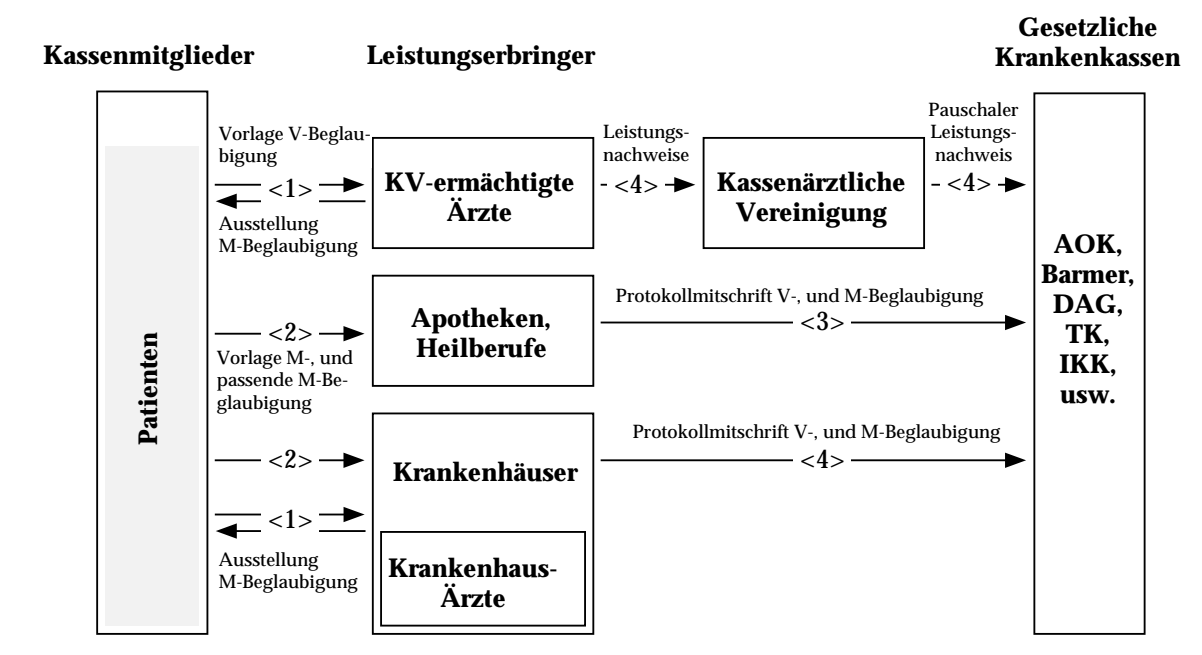 Kassenmitglieder
Leistungserbringer
Gesetzliche
Krankenkassen
Vorlage V-Beglau-
bigung
<1>
Ausstellung
M-Beglaubigung
KV-ermächtigte
Ärzte
Leistungs-
nachweise
<4>
Kassenärztliche
Vereinigung
Pauschaler
Leistungs-
nachweis
<4>
Patienten
<2>
Vorlage M-, und
passende M-Be-
glaubigung
Apotheken,
Heilberufe
Protokollmitschrift V-, und M-Beglaubigung
<3>
<2>
<1>
Ausstellung
M-Beglaubigung
Krankenhäuser
Krankenhaus-
Ärzte
Protokollmitschrift V-, und M-Beglaubigung
<4>
AOK,
Barmer,
DAG,
TK,
IKK,
usw.